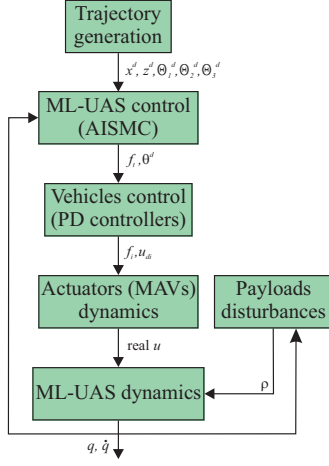 Trajectory
generation
x^d, z^d, Θ_1^d, Θ_2^d, Θ_3^d
ML-UAS control
(AISMC)
f_t, θ^d
Vehicles control
(PD controllers)
f_i, u_di
Actuators (MAVs)
dynamics
Payloads
disturbances
real u
ρ
ML-UAS dynamics
q, q̇